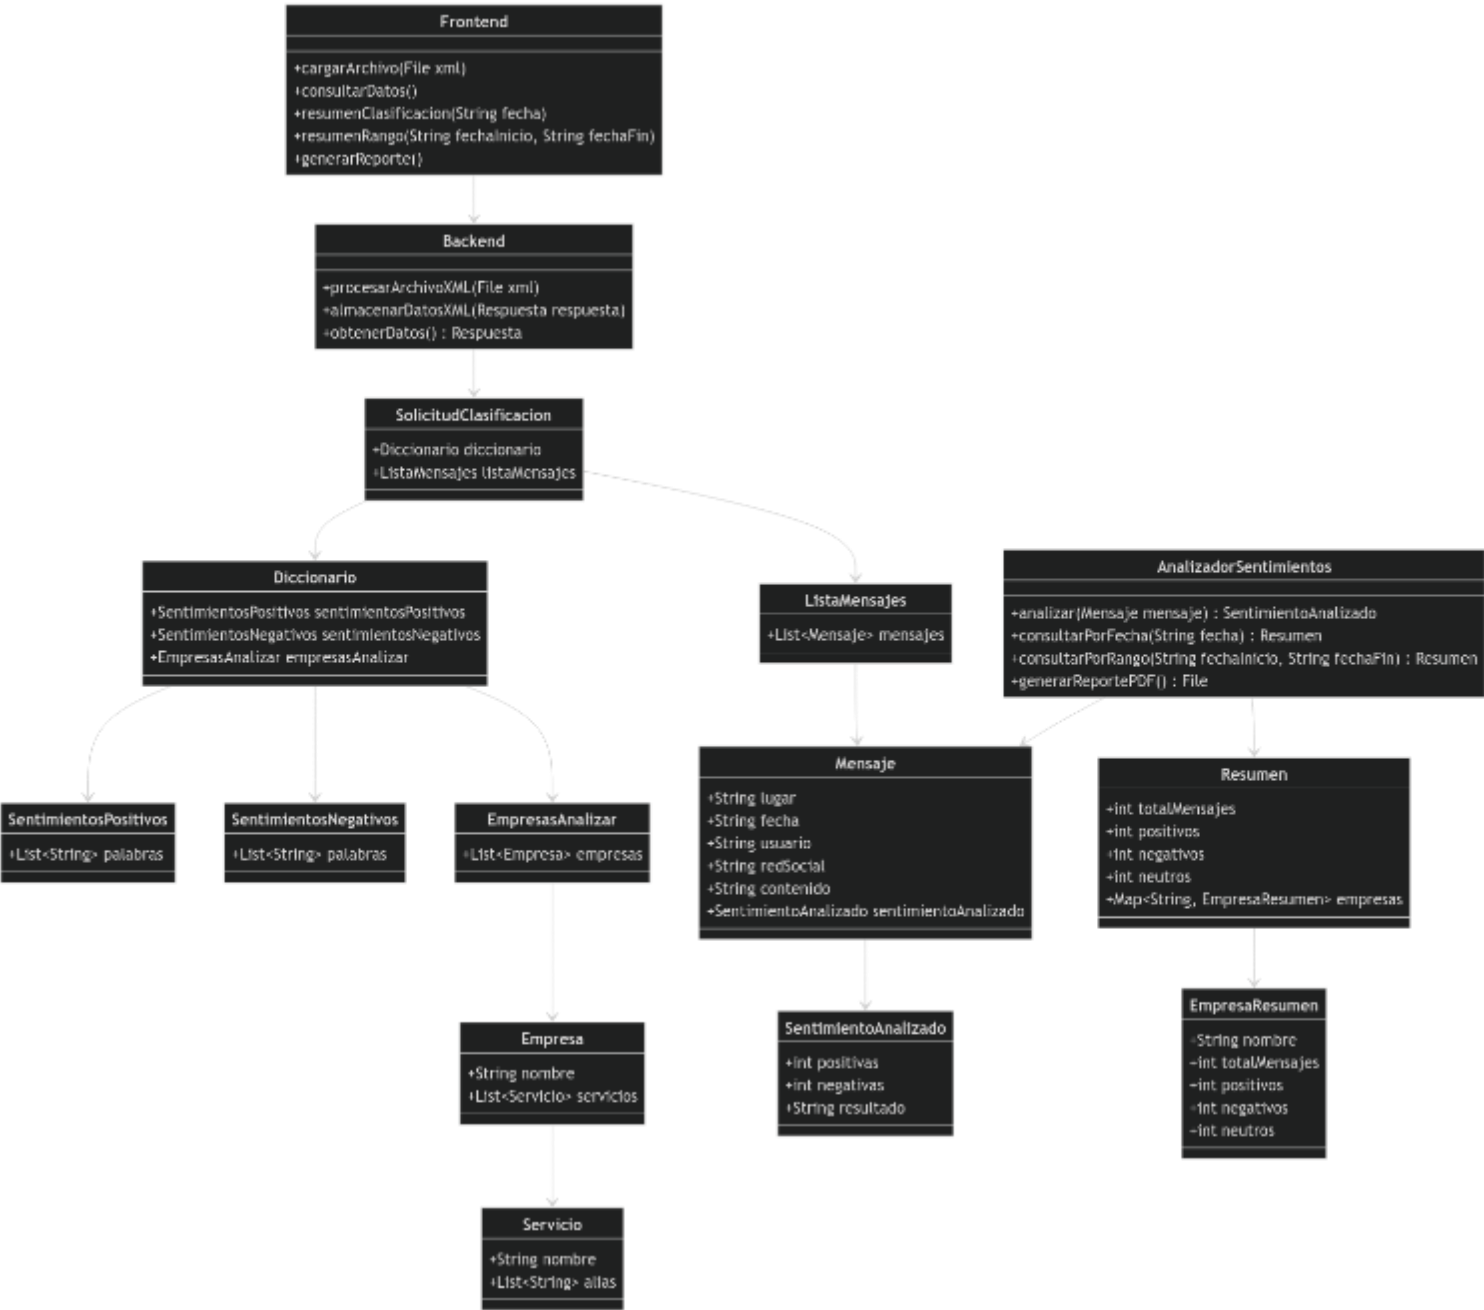 Frontend
+cargarArchivo(File xml)
+consultarDatos()
+resumenClasificacion(String fecha)
+resumenRango(String fechaInicio, String fechaFin)
+generarReporte()
Backend
+procesarArchivoXML(File xml)
+almacenarDatosXML(Respuesta respuesta)
+obtenerDatos() : Respuesta
SolicitudClasificacion
+Diccionario diccionario
+ListaMensajes listaMensajes
Diccionario
+SentimientosPositivos sentimientosPositivos
+SentimientosNegativos sentimientosNegativos
+EmpresasAnalizar empresasAnalizar
ListaMensajes
+List<Mensaje> mensajes
AnalizadorSentimientos
+analizar(Mensaje mensaje) : SentimientoAnalizado
+consultarPorFecha(String fecha) : Resumen
+consultarPorRango(String fechaInicio, String fechaFin) : Resumen
+generarReportePDF() : File
SentimientosPositivos
+List<String> palabras
SentimientosNegativos
+List<String> palabras
EmpresasAnalizar
+List<Empresa> empresas
Mensaje
+String lugar
+String fecha
+String usuario
+String redSocial
+String contenido
+SentimientoAnalizado sentimientoAnalizado
Resumen
+int totalMensajes
+int positivos
+int negativos
+int neutros
+Map<String, EmpresaResumen> empresas
Empresa
+String nombre
+List<Servicio> servicios
SentimientoAnalizado
+int positivas
+int negativas
+String resultado
EmpresaResumen
+String nombre
+int totalMensajes
+int positivos
+int negativos
+int neutros
Servicio
+String nombre
+List<String> alias